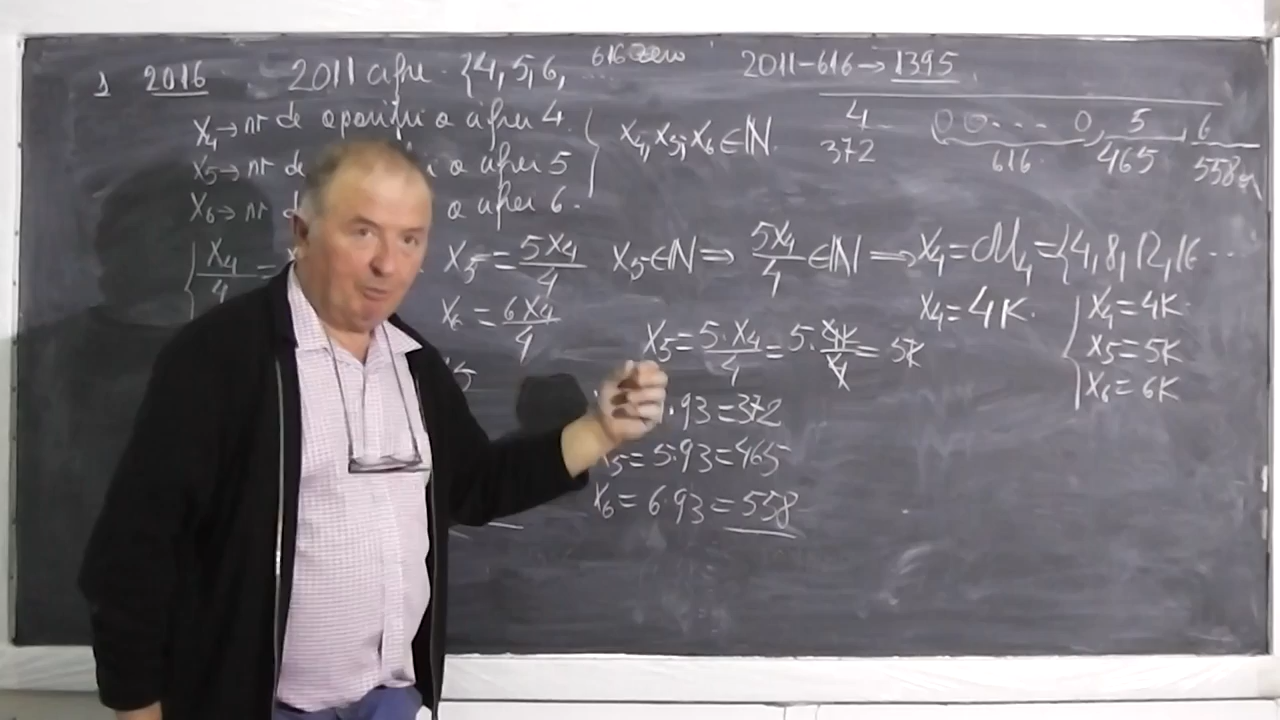 1 2016 2011 cifre. {4, 5, 6, ... 616 zero
2011-616→1395
X₄→nr de apariții a cifrei 4.
X₅→nr de a cifrei 5
X₆→nr d a cifrei 6.
X₄, X₅, X₆∈ℕ
4 0 0 ... 0, 5, 6
372 616 465 558
X₄/4 =
X₅=5X₄/4
X₆=6X₄/4
X₅∈ℕ⇒ 5X₄/4∈ℕ ⇒X₄=M₄={4, 8, 12, 16...
X₄=4K.
X₅=5·X₄/4=5·4K/4=5K
{X₄=4K
X₅=5K
X₆=6K
·93=372
5=5·93=465
X₆=6·93=558